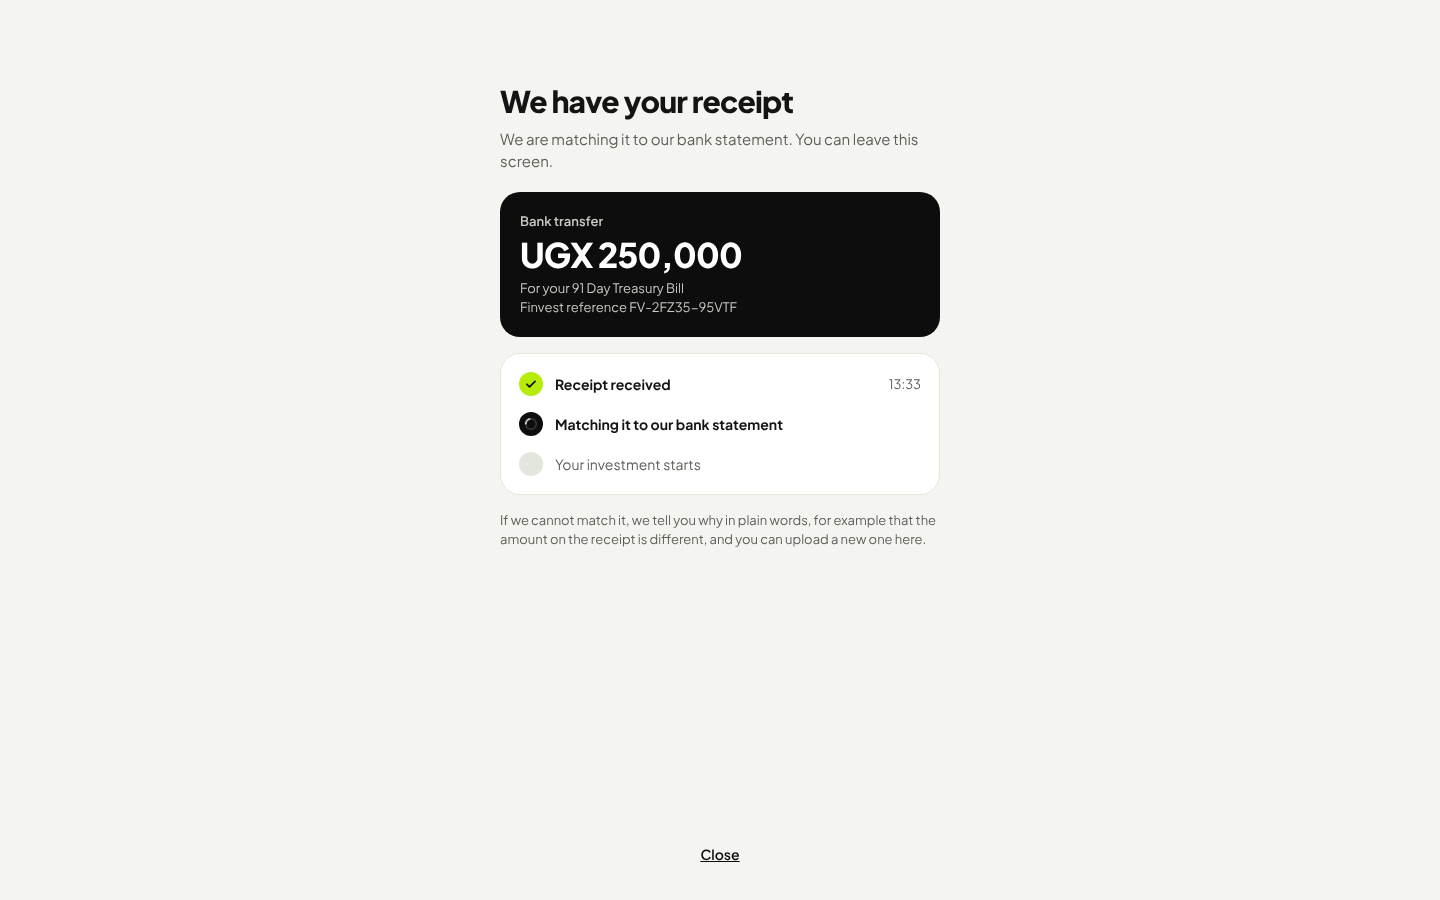 We have your receipt
We are matching it to our bank statement. You can leave this
screen.
Bank transfer
UGX 250,000
For your 91 Day Treasury Bill
Finvest reference FV-2FZ35-95VTF
Receipt received
13:33
Matching it to our bank statement
Your investment starts
If we cannot match it, we tell you why in plain words, for example that the
amount on the receipt is different, and you can upload a new one here.
Close